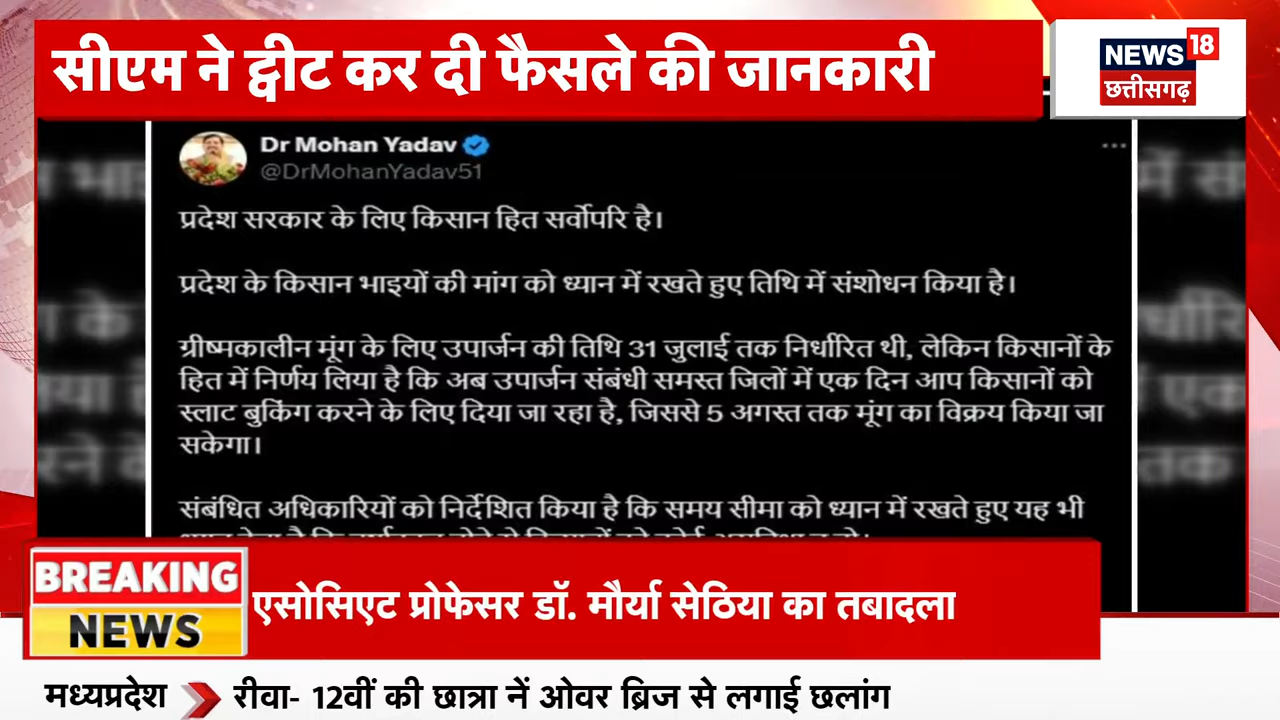 सीएम ने ट्वीट कर दी फैसले की जानकारी
NEWS 18
छत्तीसगढ़
Dr Mohan Yadav
@DrMohanYadav51
प्रदेश सरकार के लिए किसान हित सर्वोपरि है।
प्रदेश के किसान भाइयों की मांग को ध्यान में रखते हुए तिथि में संशोधन किया है।
ग्रीष्मकालीन मूंग के लिए उपार्जन की तिथि 31 जुलाई तक निर्धारित थी, लेकिन किसानों के
हित में निर्णय लिया है कि अब उपार्जन संबंधी समस्त जिलों में एक दिन आप किसानों को
स्लाट बुकिंग करने के लिए दिया जा रहा है, जिससे 5 अगस्त तक मूंग का विक्रय किया जा
सकेगा।
संबंधित अधिकारियों को निर्देशित किया है कि समय सीमा को ध्यान में रखते हुए यह भी
BREAKING
NEWS
एसोसिएट प्रोफेसर डॉ. मौर्या सेठिया का तबादला
मध्यप्रदेश
रीवा- 12वीं की छात्रा नें ओवर ब्रिज से लगाई छलांग